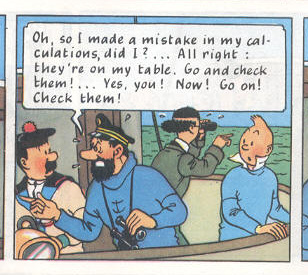 Oh, so I made a mistake in my cal-
culations, did I?... All right:
they're on my table. Go and check
them!... Yes, you! Now! Go on!
Check them!